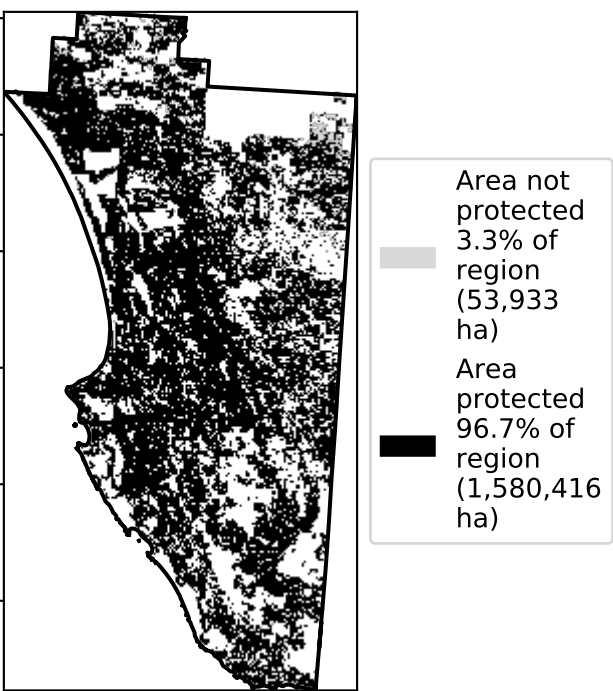 Area not
protected
3.3% of
region
(53,933
ha)
Area
protected
96.7% of
region
(1,580,416
ha)